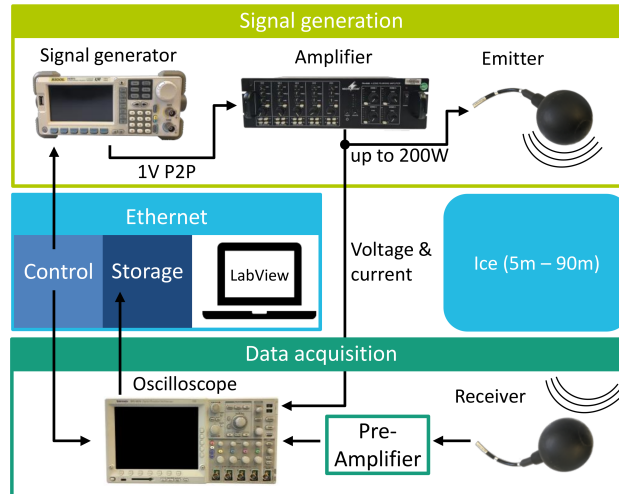 Signal generation
Signal generator
Amplifier
Emitter
1V P2P
up to 200W
Ethernet
Control
Storage
LabView
Voltage &
current
Ice (5m – 90m)
Data acquisition
Oscilloscope
Receiver
Pre-
Amplifier